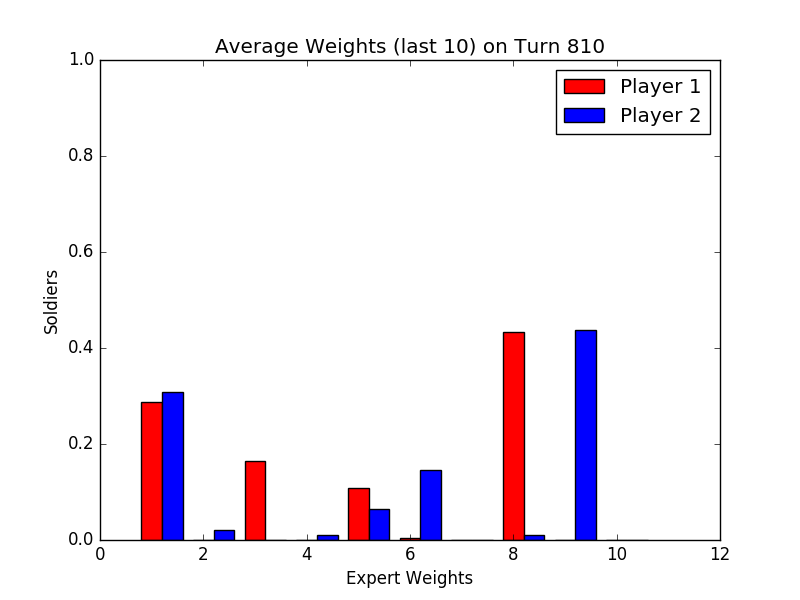 Average Weights (last 10) on Turn 810
1.0
Player 1
Player 2
0.8
0.6
Soldiers
0.4
0.2
0.0
0 2 4 6 8 10 12
Expert Weights